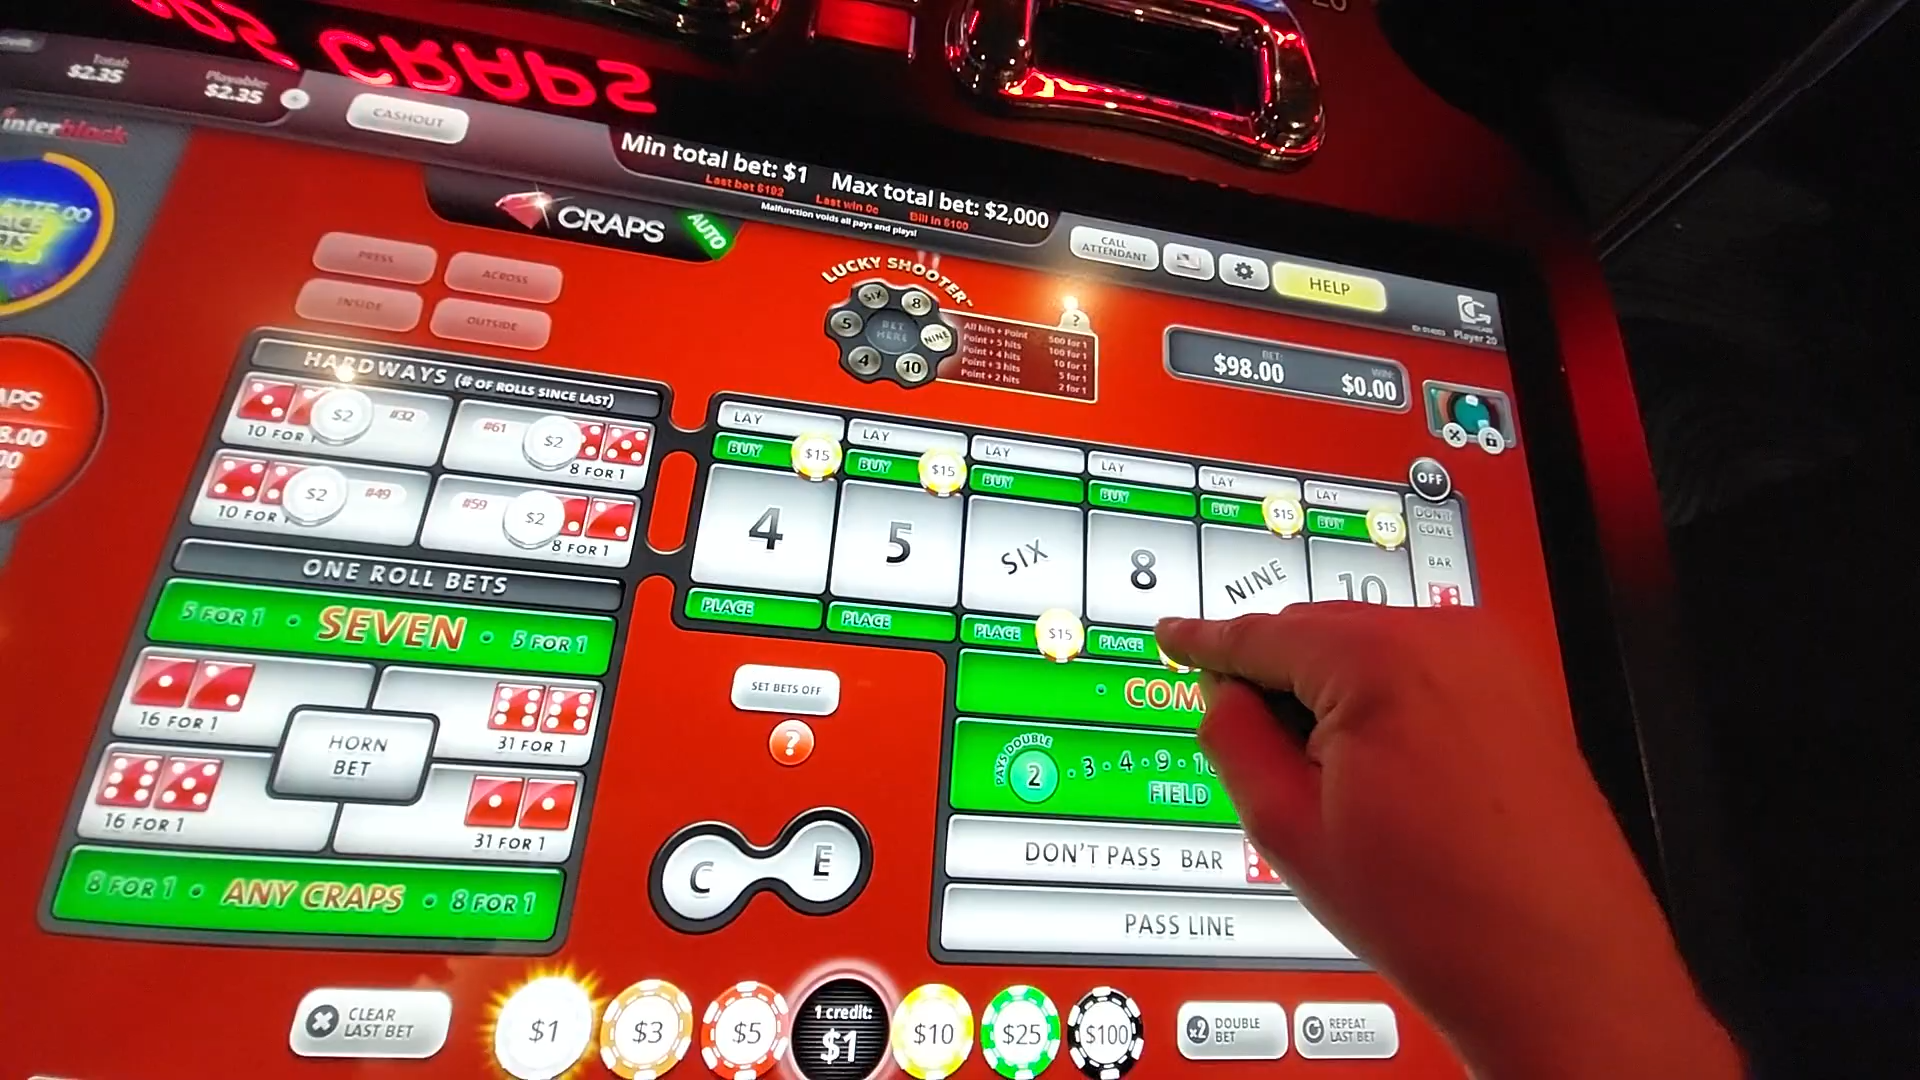 CRAPS
Total:
$2.35
Playable:
$2.35
CASHOUT
interblock
Min total bet: $1 Max total bet: $2,000
Last bet $102
Last win 0c
Bill in $100
Malfunction voids all pays and plays!
CRAPS
AUTO
CALL
ATTENDANT
HELP
Player 20
PRESS
ACROSS
INSIDE
OUTSIDE
LUCKY SHOOTER
SIX
8
5
BET
HERE
NINE
4
10
?
All hits + Point 500 for 1
Point + 5 hits 100 for 1
Point + 4 hits 10 for 1
Point + 3 hits 5 for 1
Point + 2 hits 2 for 1
BET:
$98.00
WIN:
$0.00
HARDWAYS (# OF ROLLS SINCE LAST)
$2
#32
10 FOR
#61
$2
8 FOR 1
$2
#49
10 FOR
#59
$2
8 FOR 1
LAY
LAY
LAY
LAY
LAY
LAY
BUY
$15
BUY
$15
BUY
BUY
BUY
$15
BUY
$15
OFF
DON'T
COME
BAR
4
5
SIX
8
NINE
10
PLACE
PLACE
PLACE
$15
PLACE
ONE ROLL BETS
5 FOR 1 • SEVEN • 5 FOR 1
16 FOR 1
31 FOR 1
HORN
BET
16 FOR 1
31 FOR 1
8 FOR 1 • ANY CRAPS • 8 FOR 1
SET BETS OFF
?
C
E
COM
PAYS DOUBLE
2 • 3 • 4 • 9 •
FIELD
DON'T PASS BAR
PASS LINE
CLEAR
LAST BET
$1
$3
$5
1 credit:
$1
$10
$25
$100
x2
DOUBLE
BET
REPEAT
LAST BET